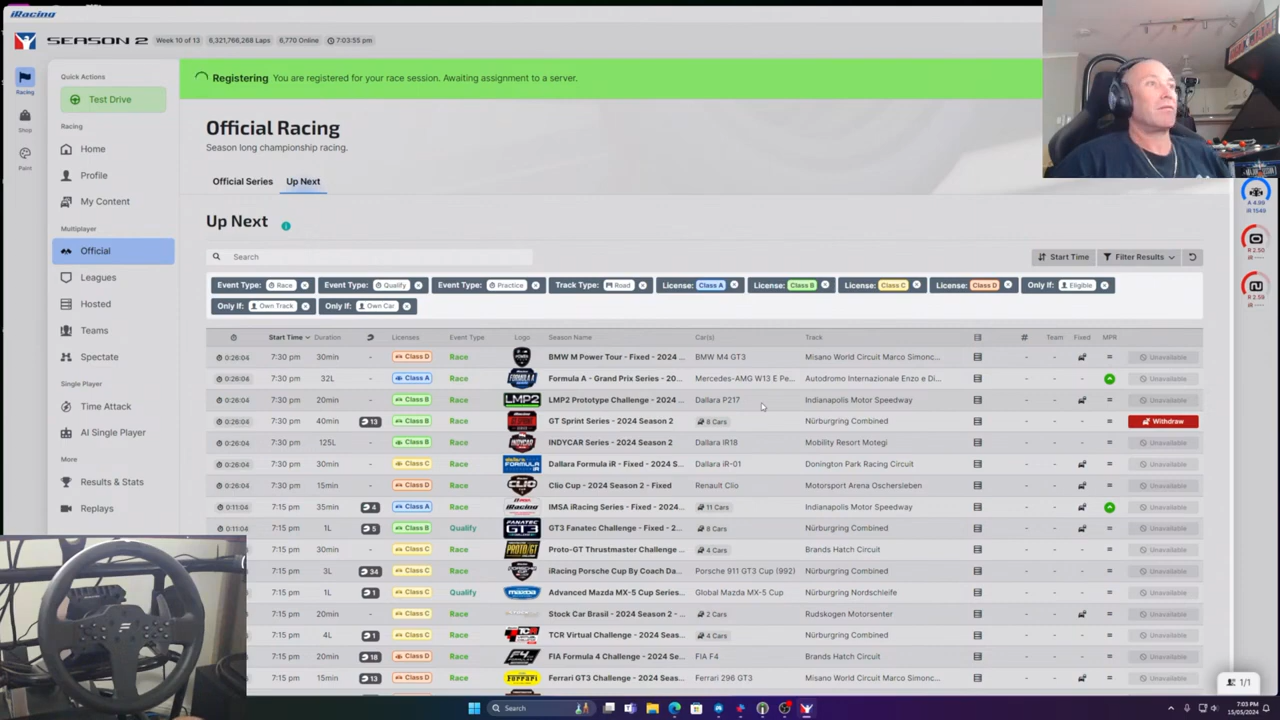 iRacing
SEASON 2 Week 10 of 13 6,321,766,268 Laps 6,770 Online 7:03:55 pm
Racing
Shop
Paint
Quick Actions
Test Drive
Racing
Home
Profile
My Content
Multiplayer
Official
Leagues
Hosted
Teams
Spectate
Single Player
Time Attack
AI Single Player
More
Results & Stats
Replays
Registering You are registered for your race session. Awaiting assignment to a server.
Official Racing
Season long championship racing.
Official Series Up Next
Up Next
Search Start Time Filter Results
Event Type: Race Event Type: Qualify Event Type: Practice Track Type: Road License: Class A License: Class B License: Class C License: Class D Only If: Eligible
Only If: Own Track Only If: Own Car
Start Time Duration Licenses Event Type Logo Season Name Car(s) Track # Team Fixed MPR
0:26:04 7:30 pm 30min - Class D Race BMW M Power Tour - Fixed - 2024 ... BMW M4 GT3 Misano World Circuit Marco Simonc... - - = Unavailable
0:26:04 7:30 pm 32L - Class A Race Formula A - Grand Prix Series - 20... Mercedes-AMG W13 E Pe... Autodromo Internazionale Enzo e Di... - - Unavailable
0:26:04 7:30 pm 20min - Class B Race LMP2 Prototype Challenge - 2024 ... Dallara P217 Indianapolis Motor Speedway - - = Unavailable
0:26:04 7:30 pm 40min 13 Class B Race GT Sprint Series - 2024 Season 2 8 Cars Nürburgring Combined - - - = Withdraw
0:26:04 7:30 pm 125L - Class B Race INDYCAR Series - 2024 Season 2 Dallara IR18 Mobility Resort Motegi - - - = Unavailable
0:26:04 7:30 pm 30min - Class C Race Dallara Formula iR - Fixed - 2024 S... Dallara iR-01 Donington Park Racing Circuit - - = Unavailable
0:26:04 7:30 pm 15min - Class D Race Clio Cup - 2024 Season 2 - Fixed Renault Clio Motorsport Arena Oschersleben - - = Unavailable
0:11:04 7:15 pm 35min 4 Class A Race IMSA iRacing Series - Fixed - 2024 ... 11 Cars Indianapolis Motor Speedway - - Unavailable
0:11:04 7:15 pm 1L 5 Class B Qualify GT3 Fanatec Challenge - Fixed - 2... 8 Cars Nürburgring Combined - - = Unavailable
7:15 pm 30min - Class C Race Proto-GT Thrustmaster Challenge ... 4 Cars Brands Hatch Circuit - - - = Unavailable
7:15 pm 3L 34 Class C Race iRacing Porsche Cup By Coach Da... Porsche 911 GT3 Cup (992) Nürburgring Combined - - - = Unavailable
7:15 pm 1L 1 Class C Qualify Advanced Mazda MX-5 Cup Series... Global Mazda MX-5 Cup Nürburgring Nordschleife - - - = Unavailable
7:15 pm 20min - Class C Race Stock Car Brasil - 2024 Season 2 - ... 2 Cars Rudskogen Motorsenter - - = Unavailable
7:15 pm 4L 1 Class C Race TCR Virtual Challenge - 2024 Seas... 4 Cars Nürburgring Combined - - = Unavailable
7:15 pm 20min 18 Class D Race FIA Formula 4 Challenge - 2024 Se... FIA F4 Brands Hatch Circuit - - = Unavailable
7:15 pm 15min 13 Class D Race Ferrari GT3 Challenge - 2024 Seas... Ferrari 296 GT3 Misano World Circuit Marco Simonc... - - = Unavailable
A 4.99
iR 1549
R 2.50
R 2.59
1/1
Search
7:03 PM
15/05/2024